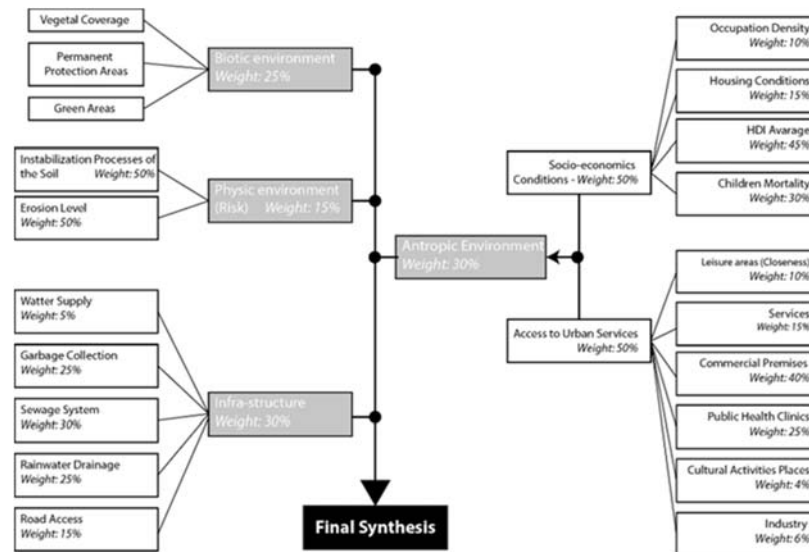 Vegetal Coverage
Permanent
Protection Areas
Green Areas
Biotic environment
Weight: 25%
Instabilization Processes of
the Soil Weight: 50%
Erosion Level
Weight: 50%
Physic environment
(Risk) Weight: 15%
Watter Supply
Weight: 5%
Garbage Collection
Weight: 25%
Sewage System
Weight: 30%
Rainwater Drainage
Weight: 25%
Road Access
Weight: 15%
Infra-structure
Weight: 30%
Antropic Environment
Weight: 30%
Socio-economics
Conditions - Weight: 50%
Occupation Density
Weight: 10%
Housing Conditions
Weight: 15%
HDI Avarage
Weight: 45%
Children Mortality
Weight: 30%
Access to Urban Services
Weight: 50%
Leisure areas (Closeness)
Weight: 10%
Services
Weight: 15%
Commercial Premises
Weight: 40%
Public Health Clinics
Weight: 25%
Cultural Activities Places
Weight: 4%
Industry
Weight: 6%
Final Synthesis